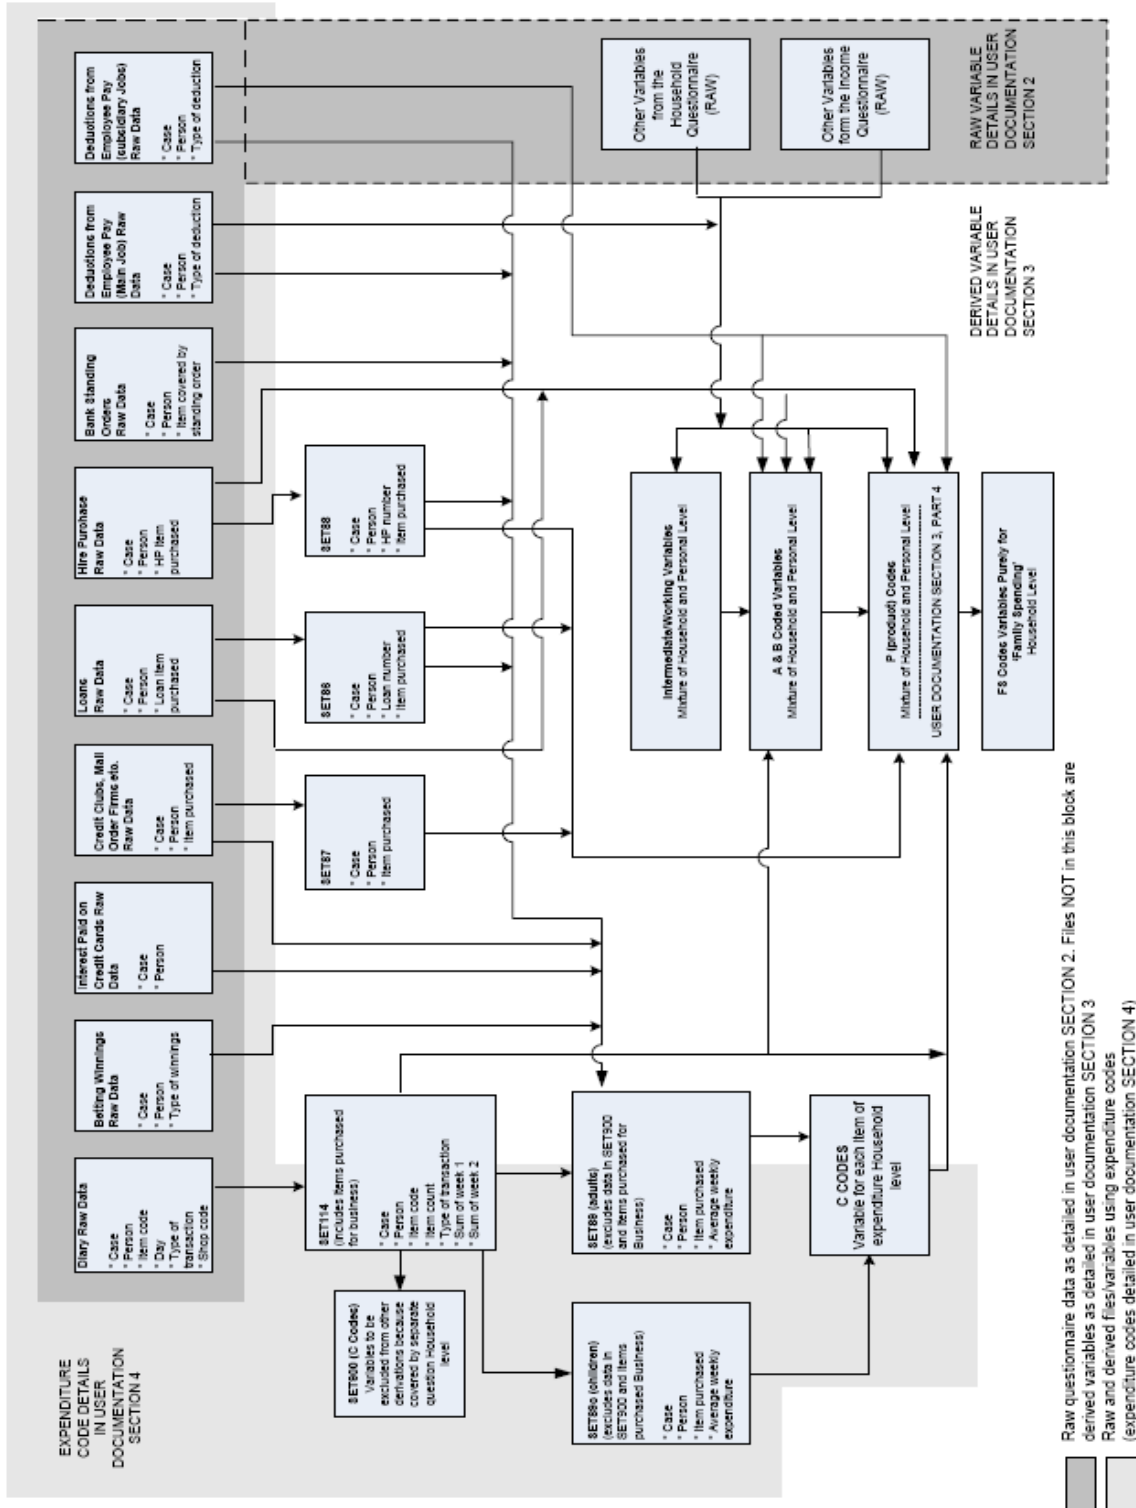 EXPENDITURE
CODE DETAILS
IN USER
DOCUMENTATION
SECTION 4
Diary Raw Data
* Case
* Person
* Item code
* Day
* Type of
transaction
* Shop code
Betting Winnings
Raw Data
* Case
* Person
* Type of winnings
Interest Paid on
Credit Cards Raw
Data
* Case
* Person
Credit Clubs, Mail
Order Firms etc.
Raw Data
* Case
* Person
* Item purchased
Loans
Raw Data
* Case
* Person
* Loan Item
purchased
Hire Purchase
Raw Data
* Case
* Person
* HP Item
purchased
Bank Standing
Orders
Raw Data
* Case
* Person
* Item covered by
standing order
Deductions from
Employee Pay
(Main Job) Raw
Data
* Case
* Person
* Type of deduction
Deductions from
Employee Pay
(subsidiary Jobs)
Raw Data
* Case
* Person
* Type of deduction
SET114
(includes items purchased
for business)
* Case
* Person
* Item code
* Item count
* Type of transaction
* Sum of week 1
* Sum of week 2
SET87
* Case
* Person
* Item purchased
SET86
* Case
* Person
* Loan number
* Item purchased
SET88
* Case
* Person
* HP number
* Item purchased
SET900 (C Codes)
Variables to be
excluded from other
derivations because
covered by separate
question Household
level
SET89c (children)
(excludes data in
SET900 and Items
purchased Business)
* Case
* Person
* Item purchased
* Average weekly
expenditure
SET89 (adults)
(excludes data in SET900
and items purchased for
Business)
* Case
* Person
* Item purchased
* Average weekly
expenditure
C CODES
Variable for each item of
expenditure Household
level
Intermediate/Working Variables
Mixture of Household and Personal Level
A & B Coded Variables
Mixture of Household and Personal Level
P (product) Codes
Mixture of Household and Personal Level
USER DOCUMENTATION SECTION 3, PART 4
FS Codes Variables Purely for
'Family Spending'
Household Level
Other Variables
from the
Household
Questionnaire
(RAW)
Other Variables
form the Income
Questionnaire
(RAW)
RAW VARIABLE
DETAILS IN USER
DOCUMENTATION
SECTION 2
DERIVED VARIABLE
DETAILS IN USER
DOCUMENTATION
SECTION 3
Raw questionnaire data as detailed in user documentation SECTION 2. Files NOT in this block are
derived variables as detailed in user documentation SECTION 3
Raw and derived files/variables using expenditure codes
(expenditure codes detailed in user documentation SECTION 4)